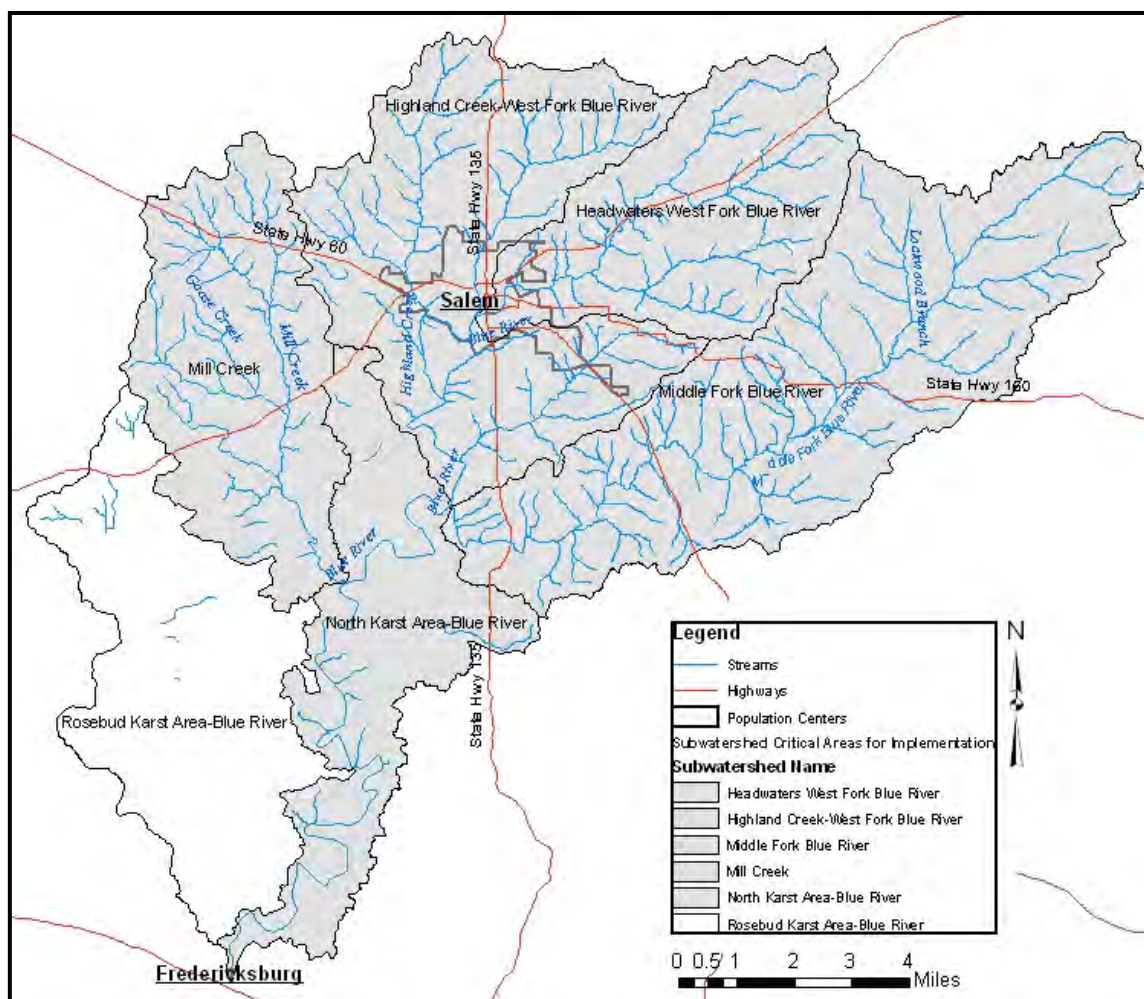 Highland Creek-West Fork Blue River
State Hwy 135
Headwaters West Fork Blue River
State Hwy 60
Lockwood Branch
Goose Creek
Mill Creek
Highland Creek
Salem
Blue River
Mill Creek
Middle Fork Blue River
State Hwy 160
Middle Fork Blue River
Blue River
Blue River
North Karst Area-Blue River
State Hwy 135
Rosebud Karst Area-Blue River
Fredericksburg
Legend
Streams
Highways
Population Centers
Subwatershed Critical Areas for Implementation
Subwatershed Name
Headwaters West Fork Blue River
Highland Creek-West Fork Blue River
Middle Fork Blue River
Mill Creek
North Karst Area-Blue River
Rosebud Karst Area-Blue River
N
0 0.5 1 2 3 4
Miles